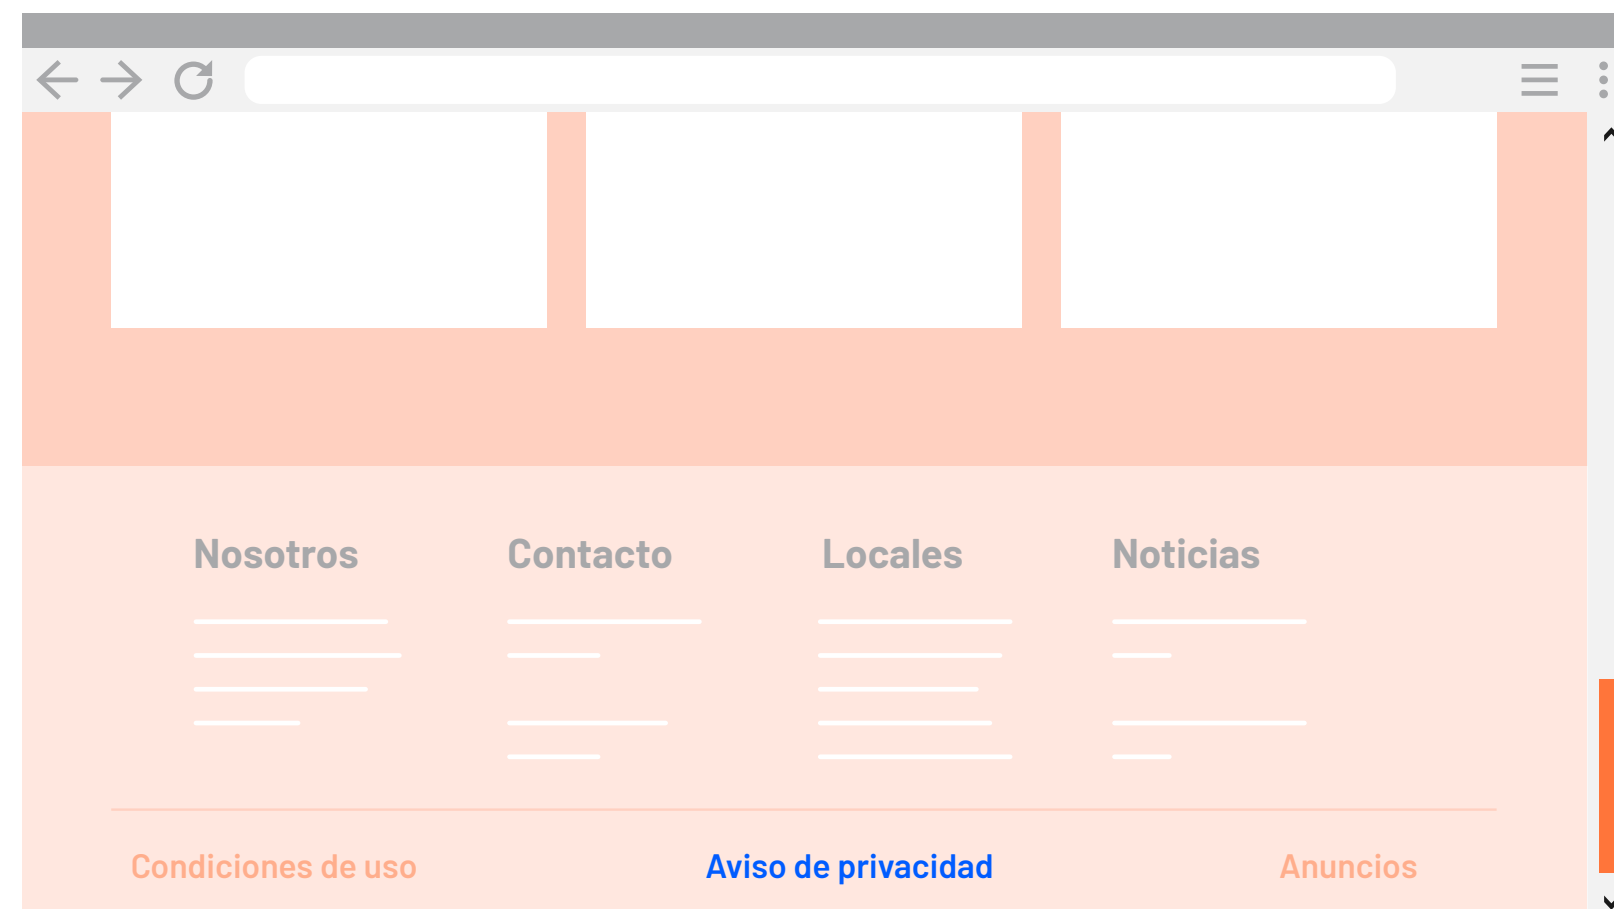 Nosotros
Contacto
Locales
Noticias
Condiciones de uso
Aviso de privacidad
Anuncios